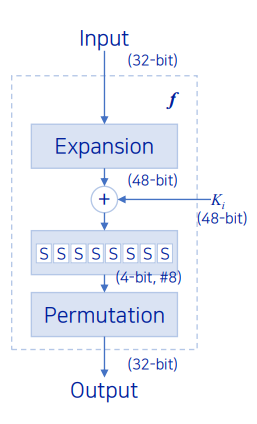 Input
(32-bit)
f
Expansion
(48-bit)
+
Ki
(48-bit)
S S S S S S S S
(4-bit, #8)
Permutation
(32-bit)
Output